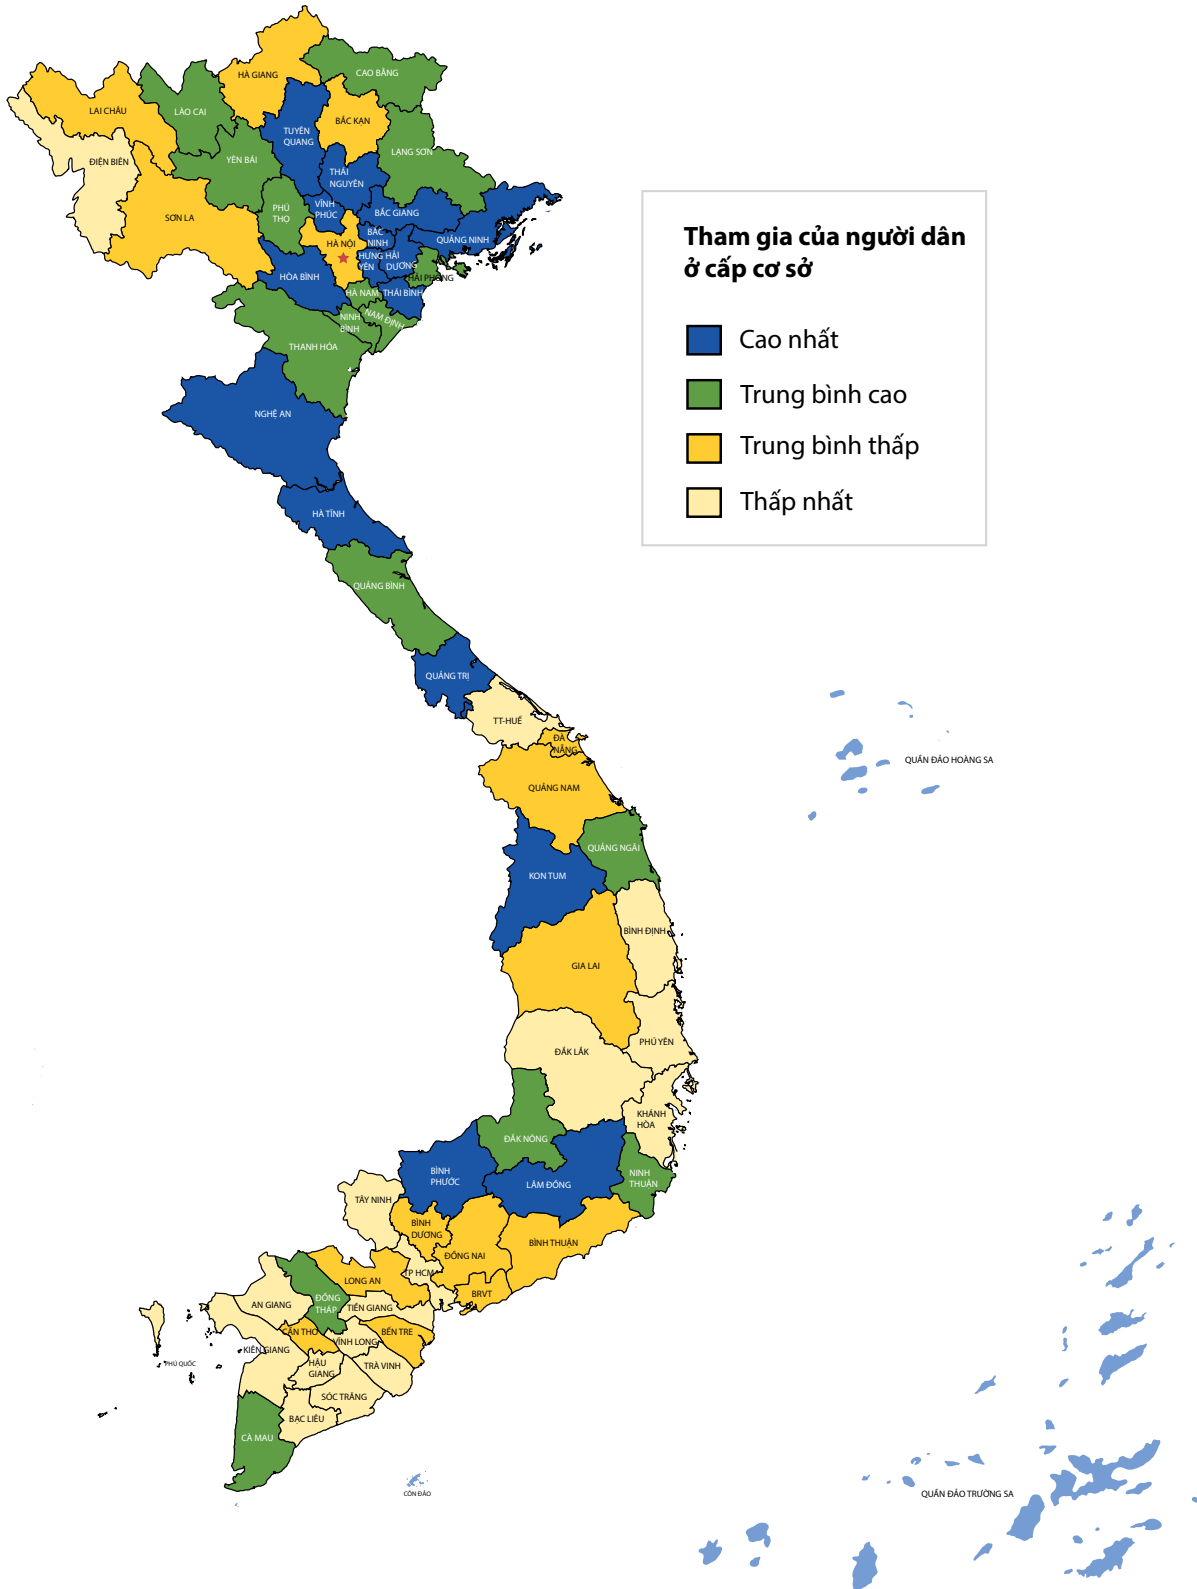 HÀ GIANG
CAO BẰNG
LAI CHÂU
LÀO CAI
BẮC KẠN
TUYÊN
QUANG
LẠNG SƠN
ĐIỆN BIÊN
YÊN BÁI
THÁI
NGUYÊN
SƠN LA
PHÚ
THỌ
VĨNH
PHÚC
BẮC GIANG
BẮC
NINH
QUẢNG NINH
HÀ NỘI
HƯNG
YÊN
HẢI
DƯƠNG
HẢI PHÒNG
HÒA BÌNH
HÀ NAM
THÁI BÌNH
NINH
BÌNH
NAM ĐỊNH
THANH HÓA
NGHỆ AN
HÀ TĨNH
QUẢNG BÌNH
QUẢNG TRỊ
TT-HUẾ
ĐÀ
NẴNG
QUẢNG NAM
QUẢNG NGÃI
KON TUM
BÌNH ĐỊNH
GIA LAI
PHÚ YÊN
ĐẮK LẮK
KHÁNH
HÒA
ĐẮK NÔNG
NINH
THUẬN
BÌNH
PHƯỚC
LÂM ĐỒNG
TÂY NINH
BÌNH
DƯƠNG
BÌNH THUẬN
ĐỒNG NAI
TP HCM
LONG AN
BRVT
ĐỒNG
THÁP
AN GIANG
TIỀN GIANG
CẦN THƠ
BẾN TRE
VĨNH LONG
KIÊN GIANG
HẬU
GIANG
TRÀ VINH
PHÚ QUỐC
SÓC TRĂNG
BẠC LIÊU
CÀ MAU
CÔN ĐẢO
Tham gia của người dân
ở cấp cơ sở
Cao nhất
Trung bình cao
Trung bình thấp
Thấp nhất
QUẦN ĐẢO HOÀNG SA
QUẦN ĐẢO TRƯỜNG SA